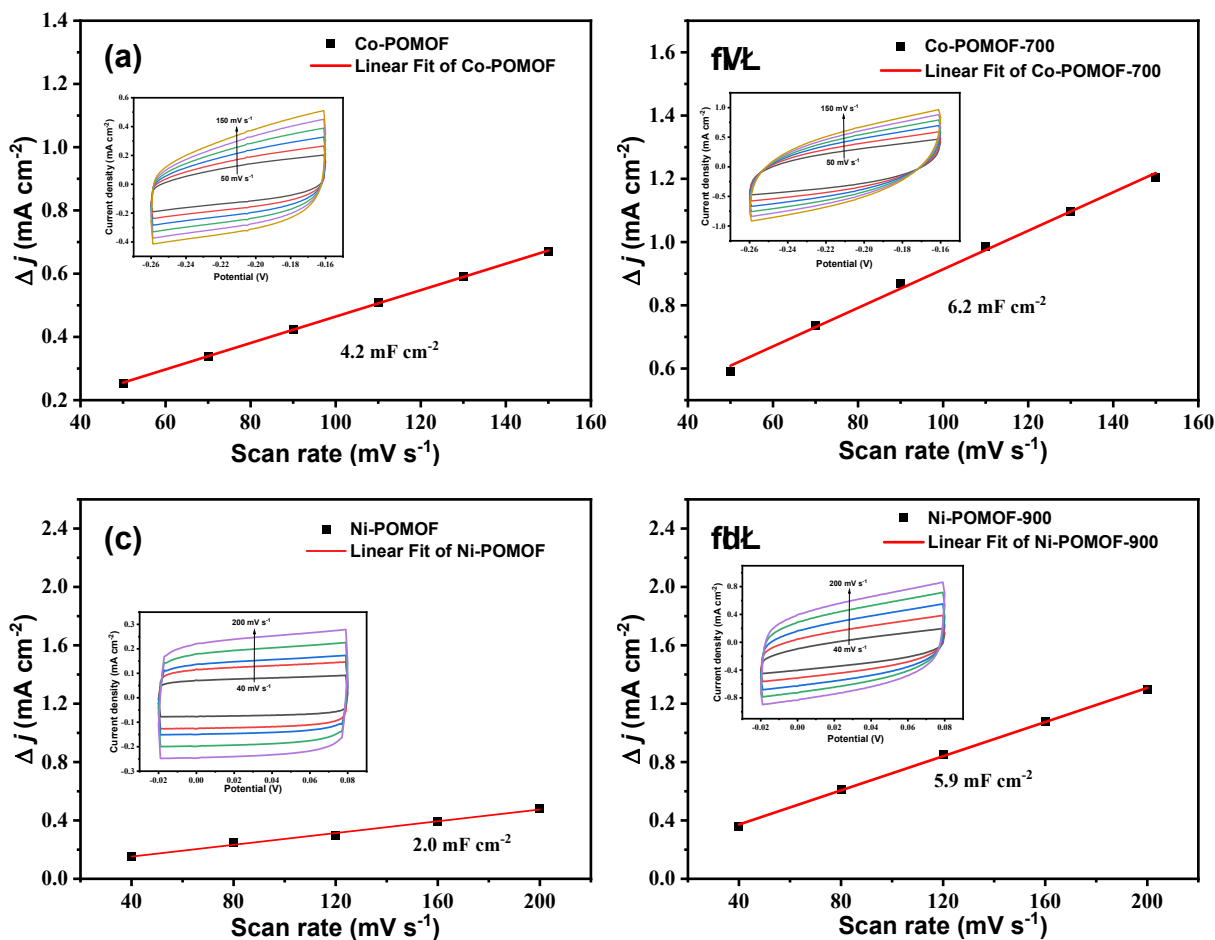 (a)
Co-POMOF
Linear Fit of Co-POMOF
1.4
1.2
1.0
0.8
0.6
0.4
0.2
Δ j (mA cm⁻²)
40 60 80 100 120 140 160
Scan rate (mV s⁻¹)
4.2 mF cm⁻²
0.6
0.4
0.2
0.0
-0.2
-0.4
Current density (mA cm⁻²)
150 mV s⁻¹
50 mV s⁻¹
-0.26 -0.24 -0.22 -0.20 -0.18 -0.16
Potential (V)
Co-POMOF-700
Linear Fit of Co-POMOF-700
1.6
1.4
1.2
1.0
0.8
0.6
Δ j (mA cm⁻²)
40 60 80 100 120 140 160
Scan rate (mV s⁻¹)
6.2 mF cm⁻²
1.0
0.5
0.0
-0.5
-1.0
Current density (mA cm⁻²)
150 mV s⁻¹
50 mV s⁻¹
-0.26 -0.24 -0.22 -0.20 -0.18 -0.16
Potential (V)
(c)
Ni-POMOF
Linear Fit of Ni-POMOF
2.4
2.0
1.6
1.2
0.8
0.4
0.0
Δ j (mA cm⁻²)
40 80 120 160 200
Scan rate (mV s⁻¹)
2.0 mF cm⁻²
0.3
0.2
0.1
0.0
-0.1
-0.2
-0.3
Current density (mA cm⁻²)
200 mV s⁻¹
40 mV s⁻¹
-0.02 0.00 0.02 0.04 0.06 0.08
Potential (V)
Ni-POMOF-900
Linear Fit of Ni-POMOF-900
2.4
2.0
1.6
1.2
0.8
0.4
0.0
Δ j (mA cm⁻²)
40 80 120 160 200
Scan rate (mV s⁻¹)
5.9 mF cm⁻²
0.8
0.4
0.0
-0.4
-0.8
Current density (mA cm⁻²)
200 mV s⁻¹
40 mV s⁻¹
-0.02 0.00 0.02 0.04 0.06 0.08
Potential (V)